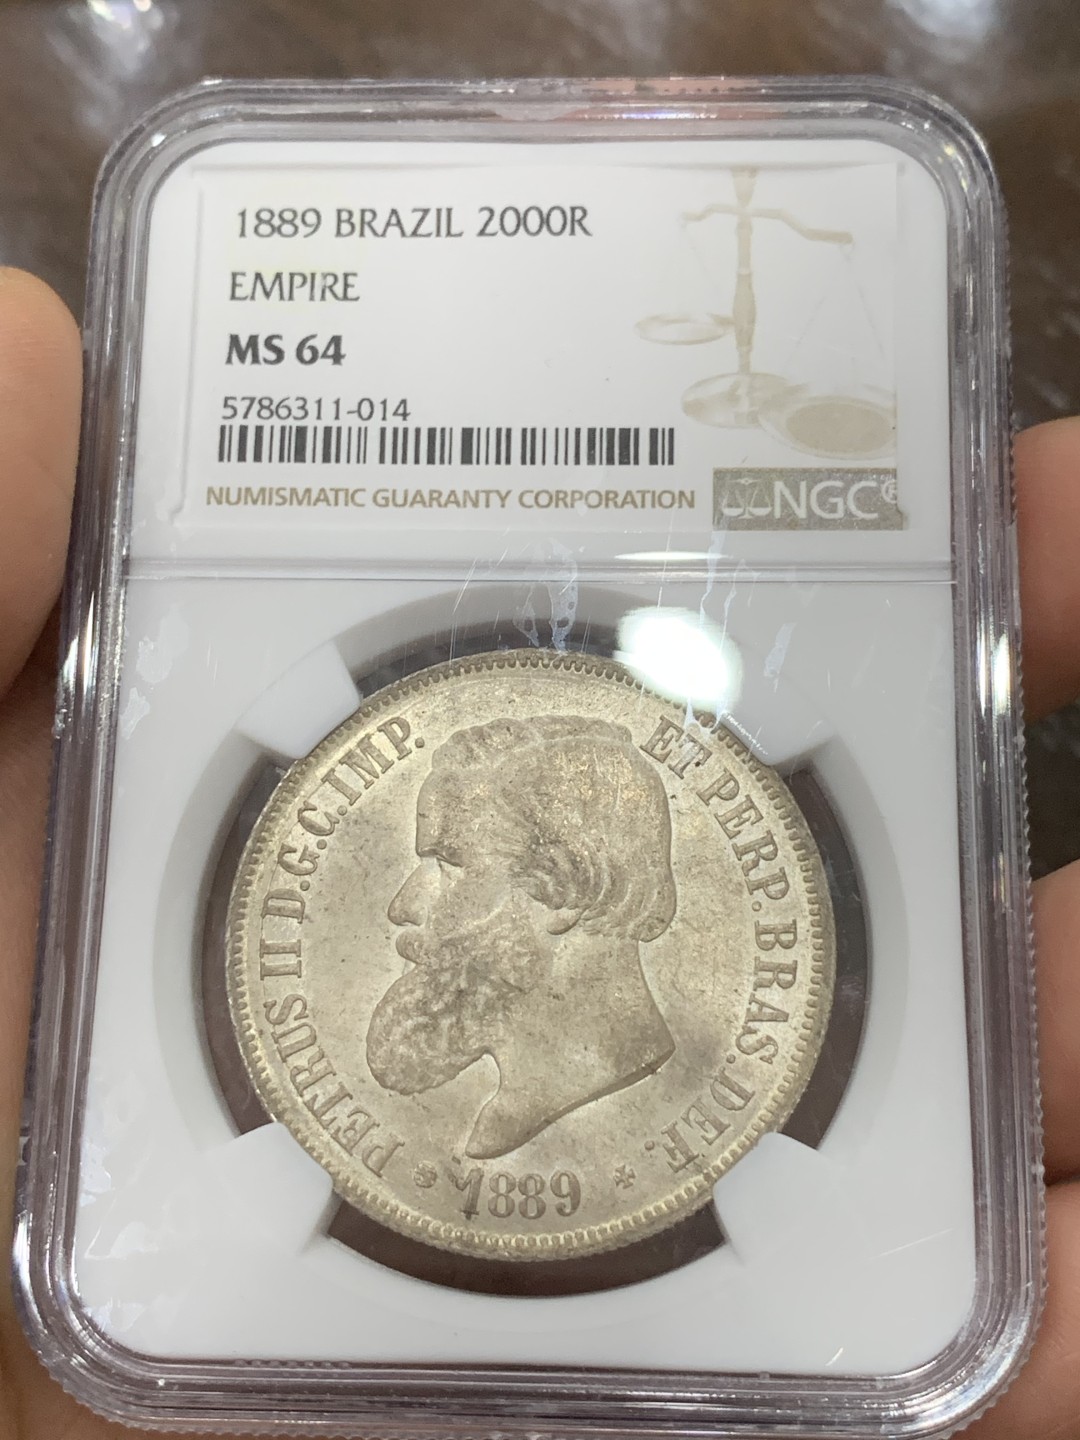 1889 BRAZIL 2000R
EMPIRE
MS 64
5786311-014
NUMISMATIC GUARANTY CORPORATION
NGC®
PETRUS II D.G.C.IMP.
ET PERP. BRAS. DEF.
1889